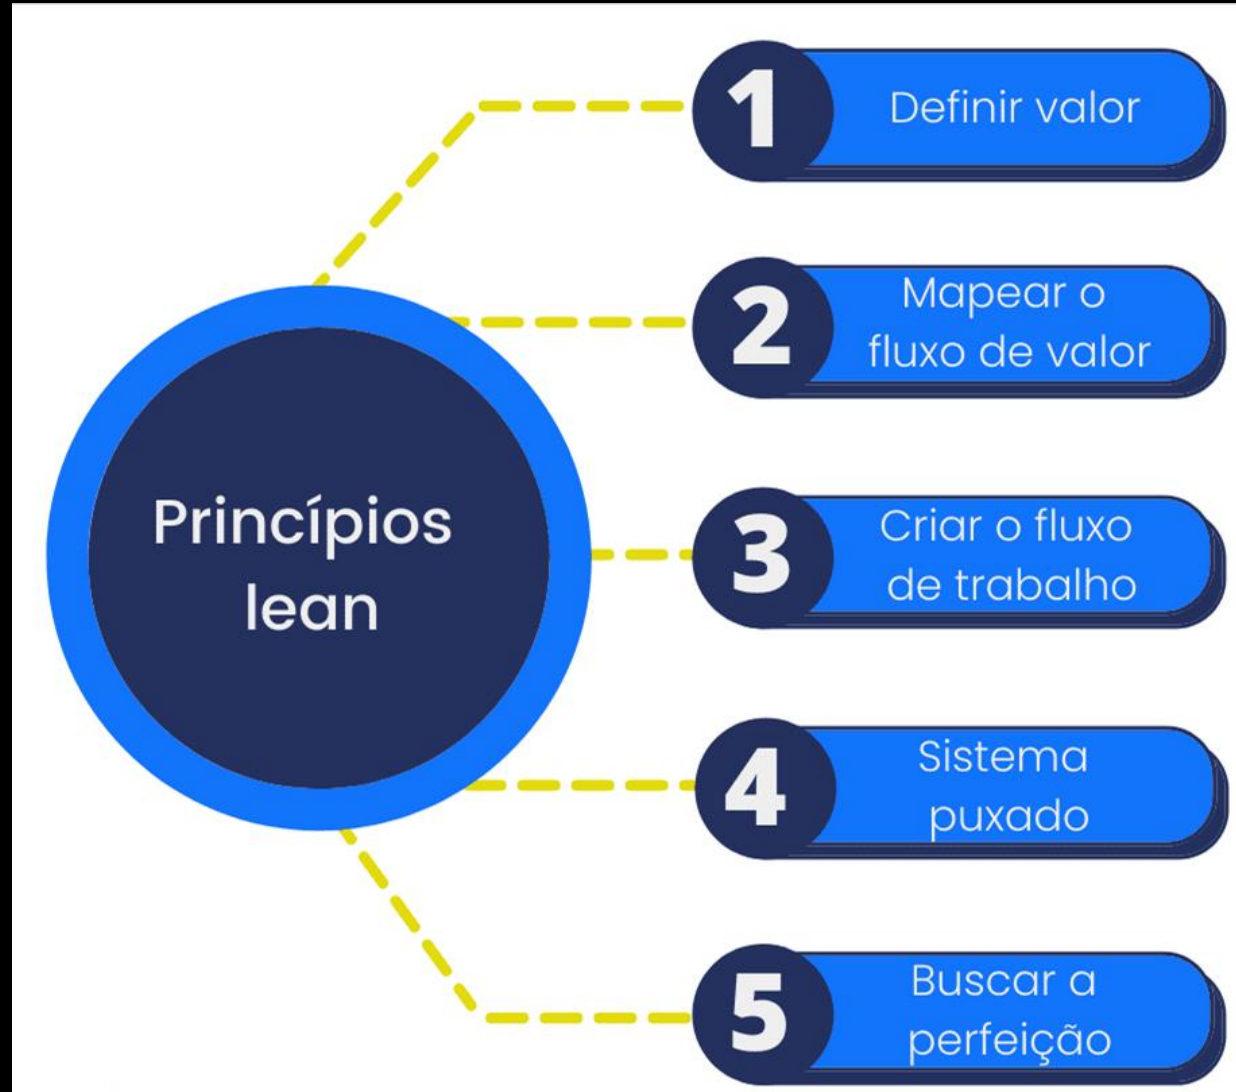 Princípios
lean
1
Definir valor
2
Mapear o
fluxo de valor
3
Criar o fluxo
de trabalho
4
Sistema
puxado
5
Buscar a
perfeição